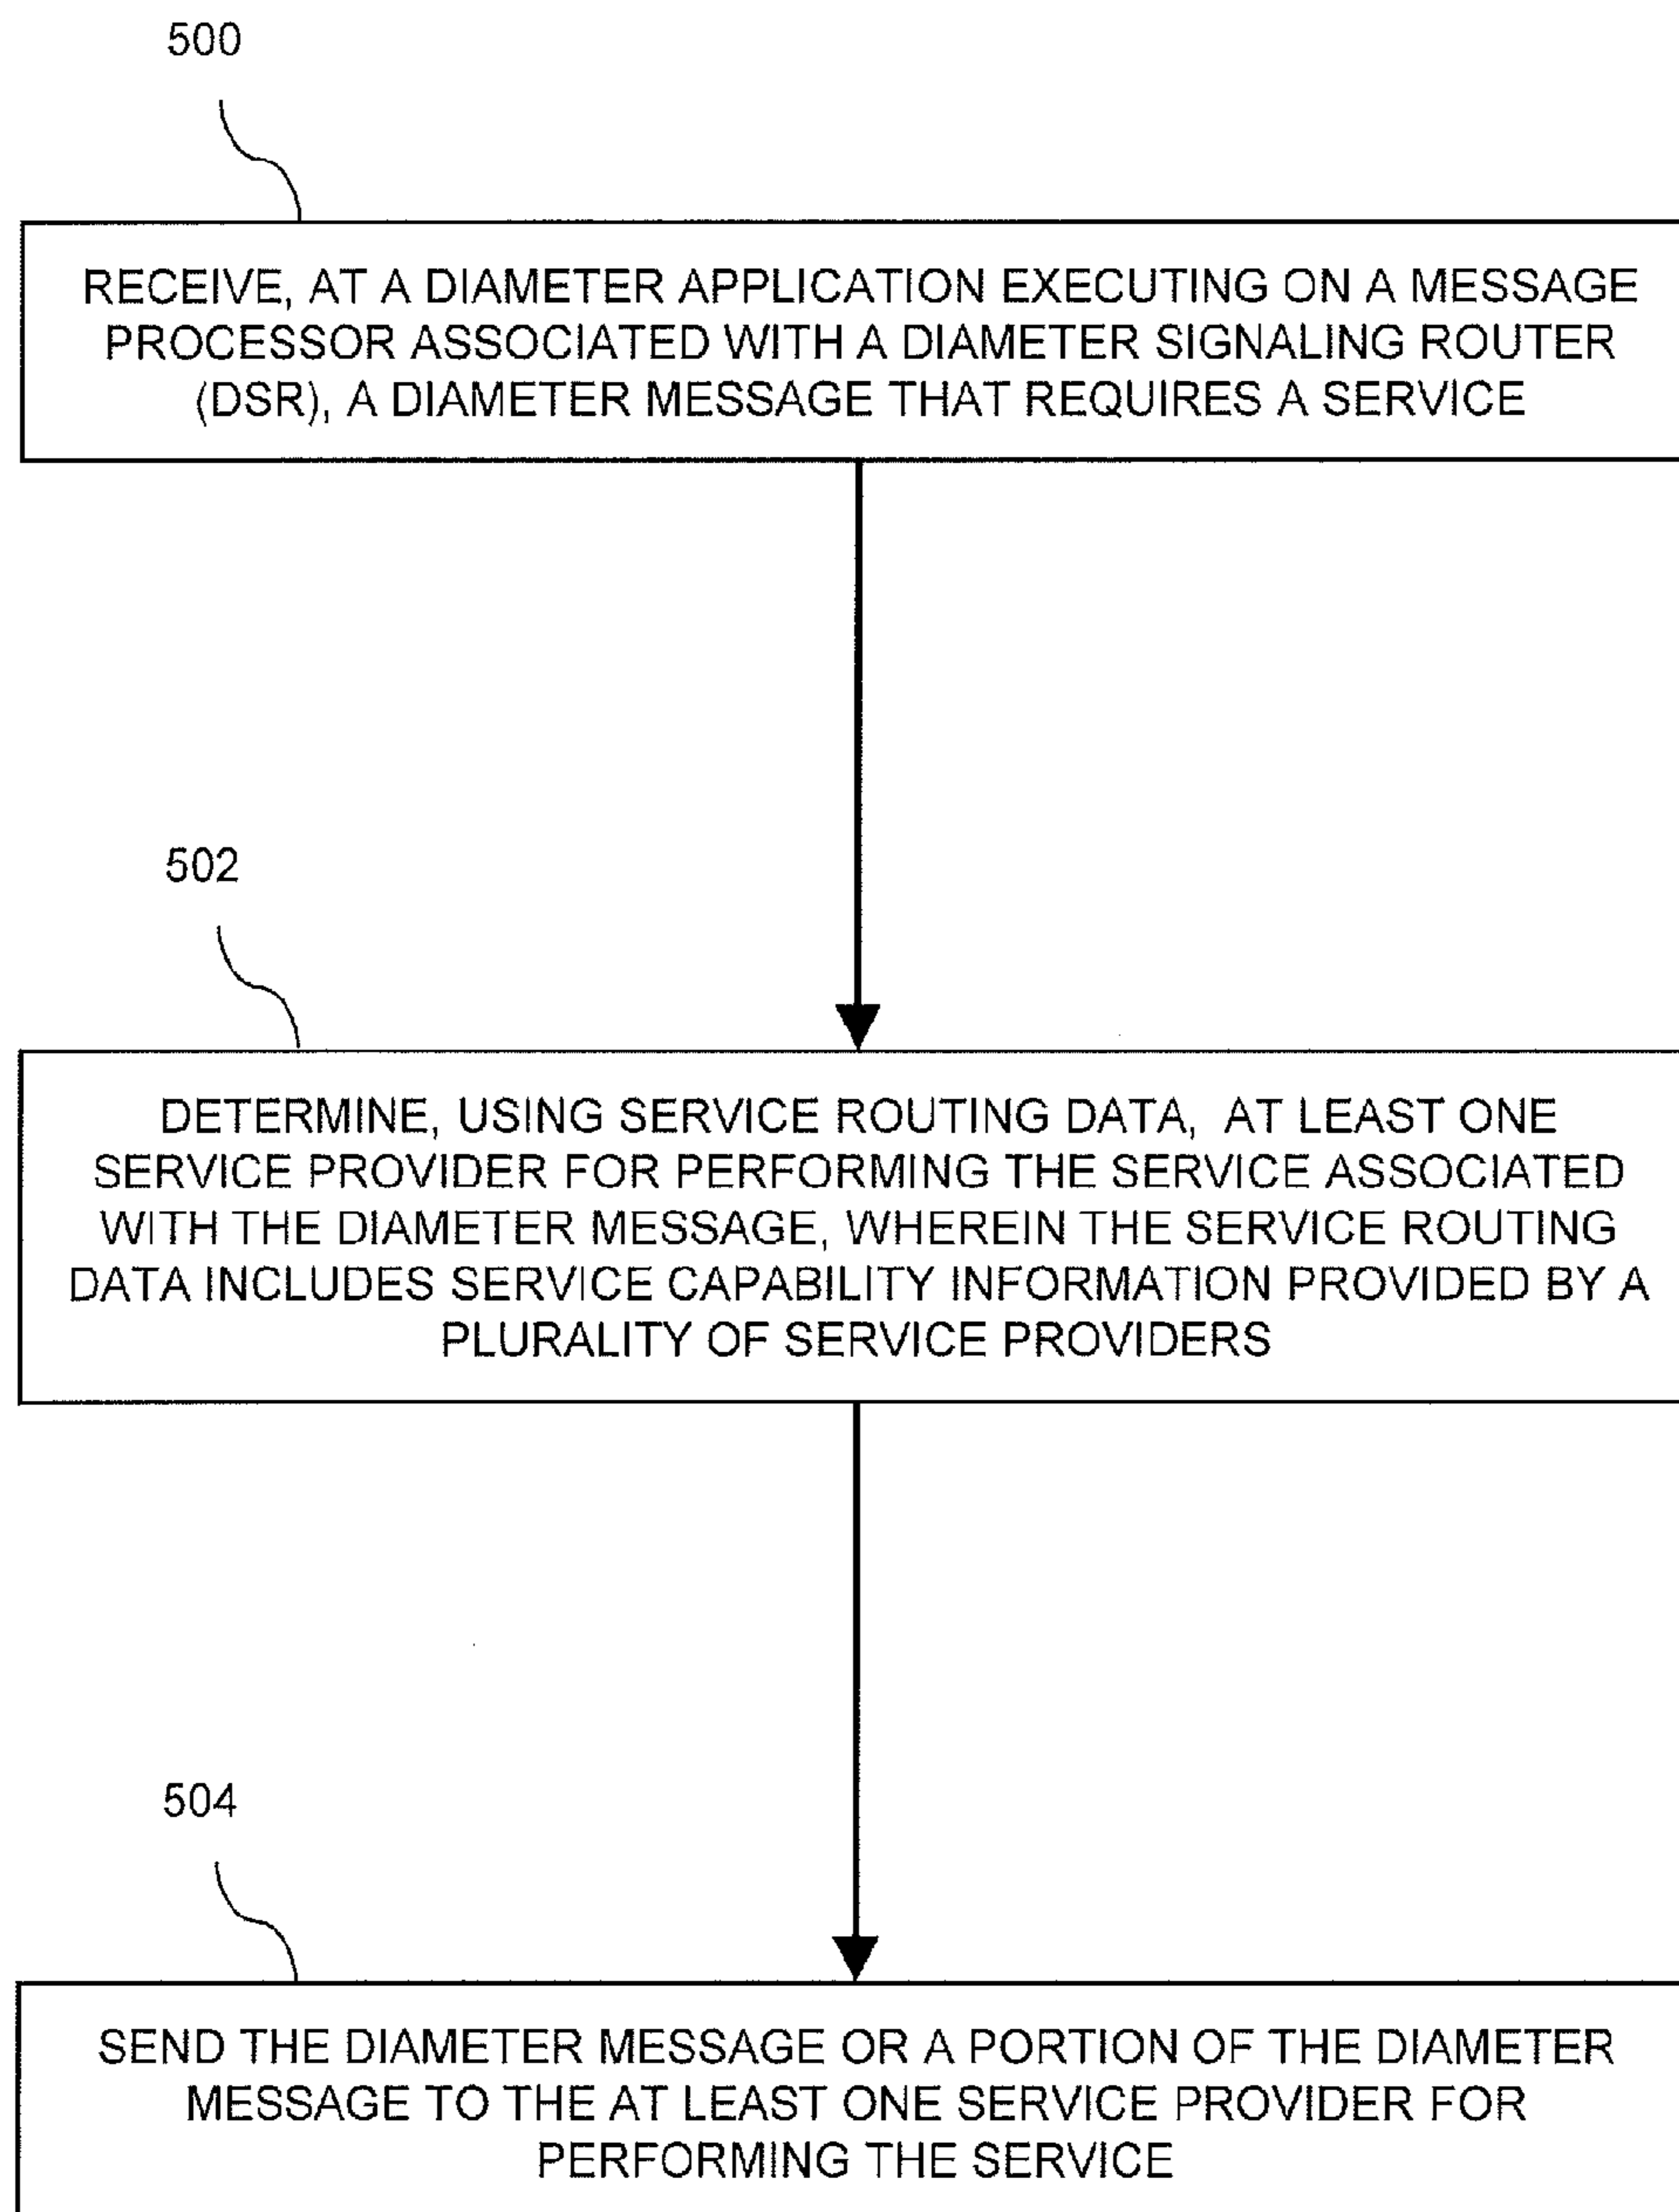 500
RECEIVE, AT A DIAMETER APPLICATION EXECUTING ON A MESSAGE
PROCESSOR ASSOCIATED WITH A DIAMETER SIGNALING ROUTER
(DSR), A DIAMETER MESSAGE THAT REQUIRES A SERVICE
502
DETERMINE, USING SERVICE ROUTING DATA, AT LEAST ONE
SERVICE PROVIDER FOR PERFORMING THE SERVICE ASSOCIATED
WITH THE DIAMETER MESSAGE, WHEREIN THE SERVICE ROUTING
DATA INCLUDES SERVICE CAPABILITY INFORMATION PROVIDED BY A
PLURALITY OF SERVICE PROVIDERS
504
SEND THE DIAMETER MESSAGE OR A PORTION OF THE DIAMETER
MESSAGE TO THE AT LEAST ONE SERVICE PROVIDER FOR
PERFORMING THE SERVICE